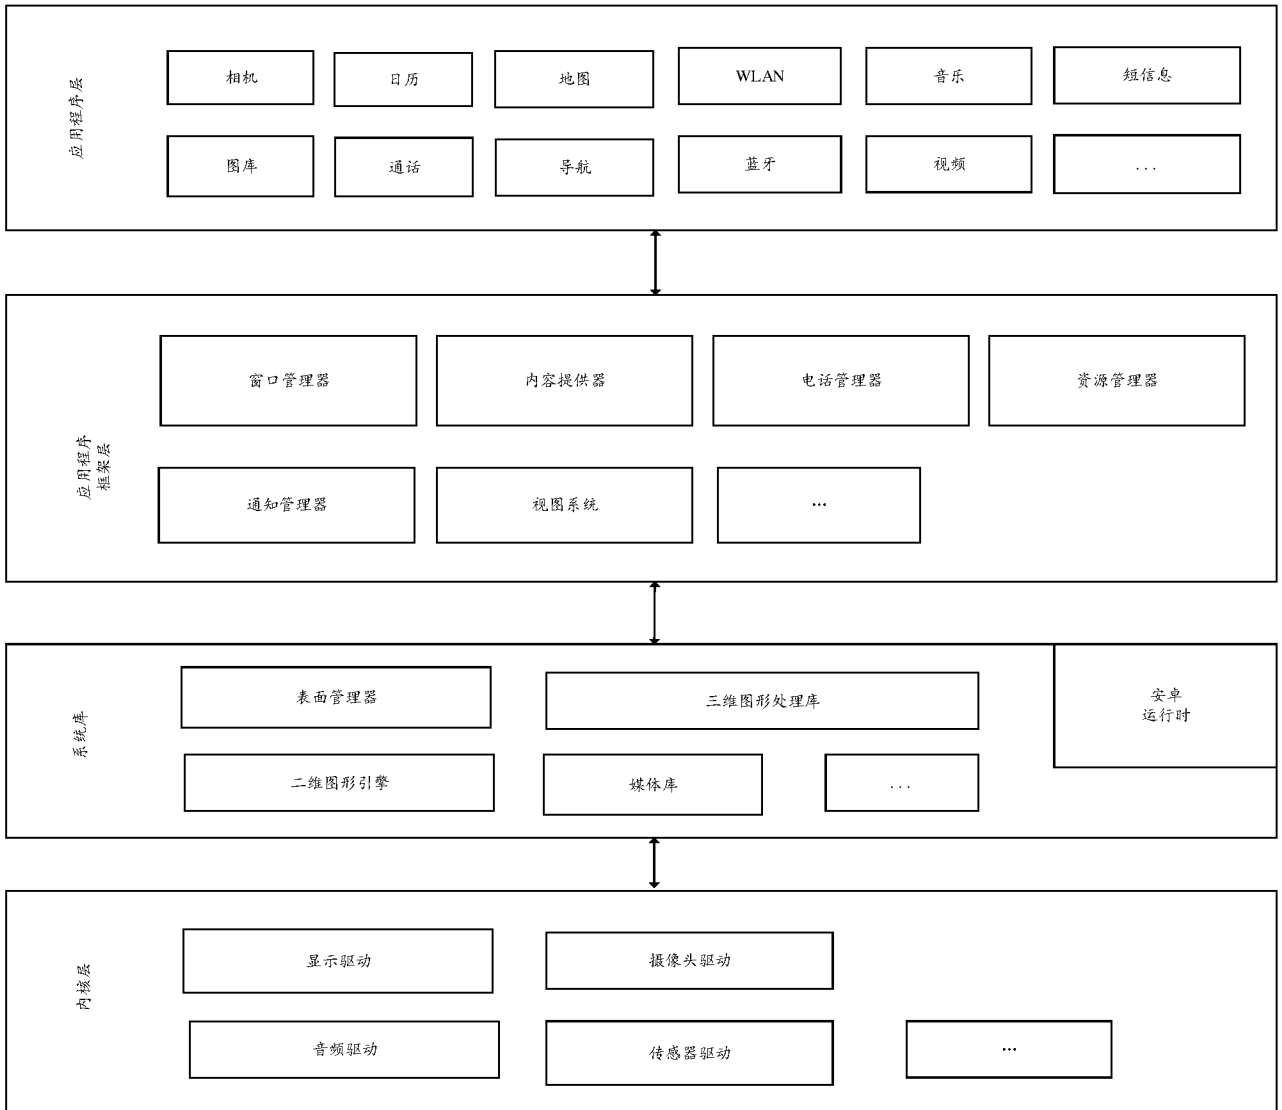 应用程序层
相机
日历
地图
WLAN
音乐
短信息
图库
通话
导航
蓝牙
视频
...
应用程序
框架层
窗口管理器
内容提供器
电话管理器
资源管理器
通知管理器
视图系统
...
系统库
表面管理器
三维图形处理库
安卓
运行时
二维图形引擎
媒体库
...
内核层
显示驱动
摄像头驱动
音频驱动
传感器驱动
...